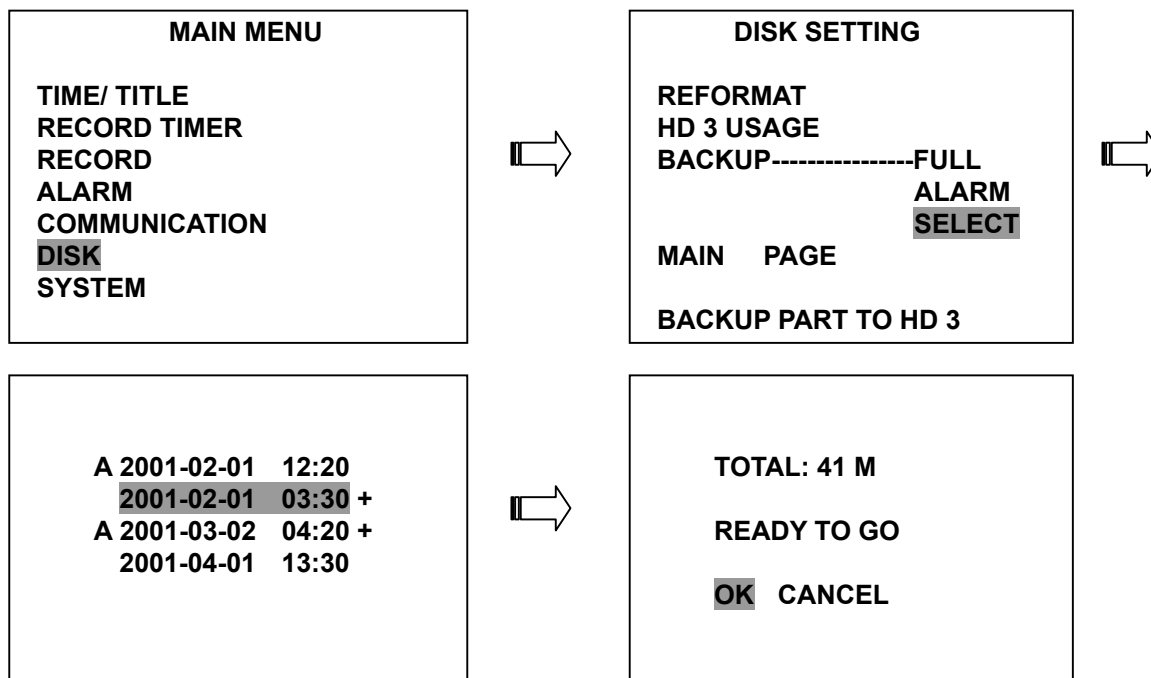 MAIN MENU
TIME/ TITLE
RECORD TIMER
RECORD
ALARM
COMMUNICATION
DISK
SYSTEM
DISK SETTING
REFORMAT
HD 3 USAGE
BACKUP----------------FULL
ALARM
SELECT
MAIN PAGE
BACKUP PART TO HD 3
A 2001-02-01 12:20
2001-02-01 03:30 +
A 2001-03-02 04:20 +
2001-04-01 13:30
TOTAL: 41 M
READY TO GO
OK CANCEL